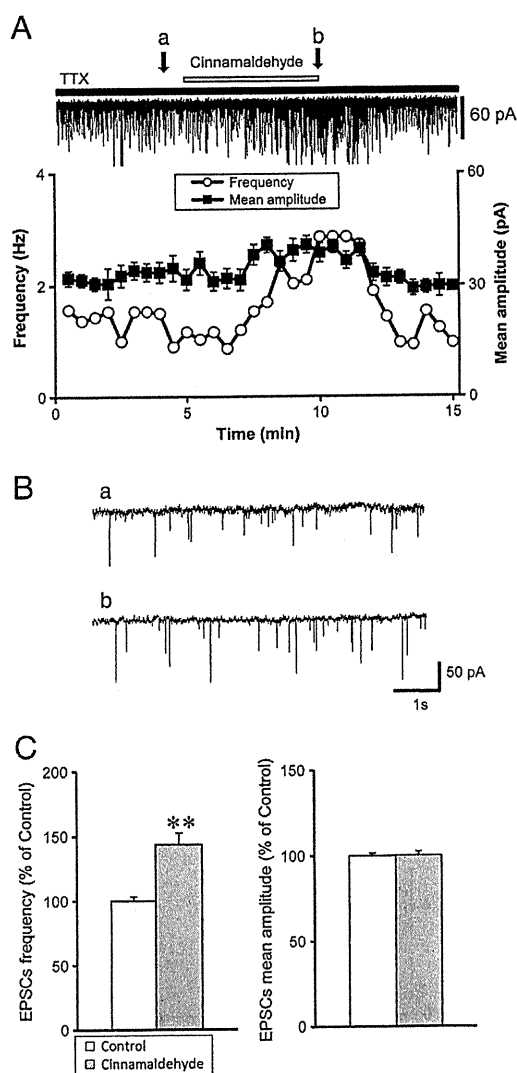 A
a
b
Cinnamaldehyde
TTX
60 pA
Frequency
Mean amplitude
Frequency (Hz)
4
2
0
60
30
0
Mean amplitude (pA)
0 5 10 15
Time (min)
B
a
b
50 pA
1s
C
EPSCs frequency (% of Control)
200
150
100
50
0
**
Control
Cinnamaldehyde
EPSCs mean amplitude (% of Control)
150
100
50
0